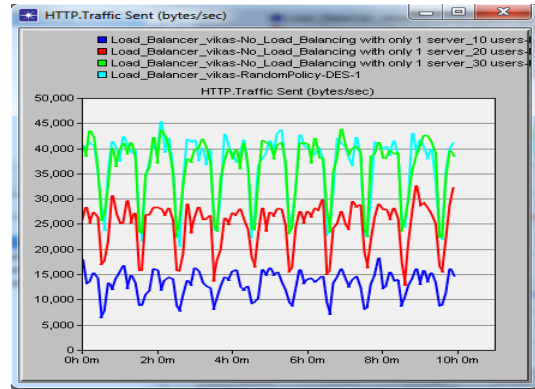 HTTP.Traffic Sent (bytes/sec)
Load_Balancer_vikas-No_Load_Balancing with only 1 server_10 users-
Load_Balancer_vikas-No_Load_Balancing with only 1 server_20 users-
Load_Balancer_vikas-No_Load_Balancing with only 1 server_30 users-
Load_Balancer_vikas-RandomPolicy-DES-1
HTTP.Traffic Sent (bytes/sec)
50,000
45,000
40,000
35,000
30,000
25,000
20,000
15,000
10,000
5,000
0
0h 0m 2h 0m 4h 0m 6h 0m 8h 0m 10h 0m